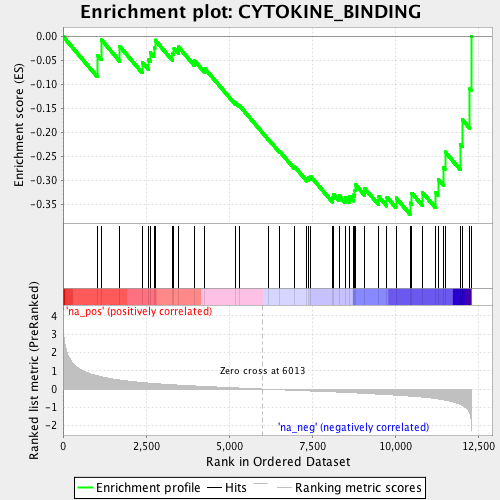 Enrichment plot: CYTOKINE_BINDING
Enrichment score (ES)
0.00
-0.05
-0.10
-0.15
-0.20
-0.25
-0.30
-0.35
'na_pos' (positively correlated)
Ranked list metric (PreRanked)
4
3
2
1
0
-1
-2
Zero cross at 6013
'na_neg' (negatively correlated)
0
2,500
5,000
7,500
10,000
12,500
Rank in Ordered Dataset
Enrichment profile
Hits
Ranking metric scores